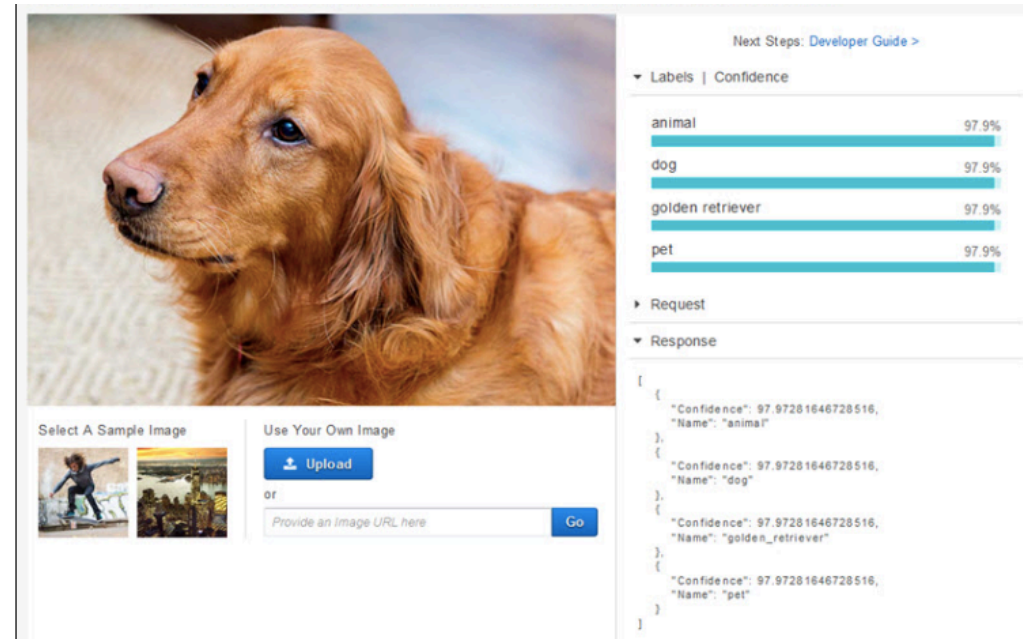 Next Steps: Developer Guide >
Labels | Confidence
animal 97.9%
dog 97.9%
golden retriever 97.9%
pet 97.9%
Request
Response
[
{
"Confidence": 97.97281646728516,
"Name": "animal"
},
{
"Confidence": 97.97281646728516,
"Name": "dog"
},
{
"Confidence": 97.97281646728516,
"Name": "golden_retriever"
},
{
"Confidence": 97.97281646728516,
"Name": "pet"
}
]
Select A Sample Image
Use Your Own Image
Upload
or
Provide an Image URL here
Go